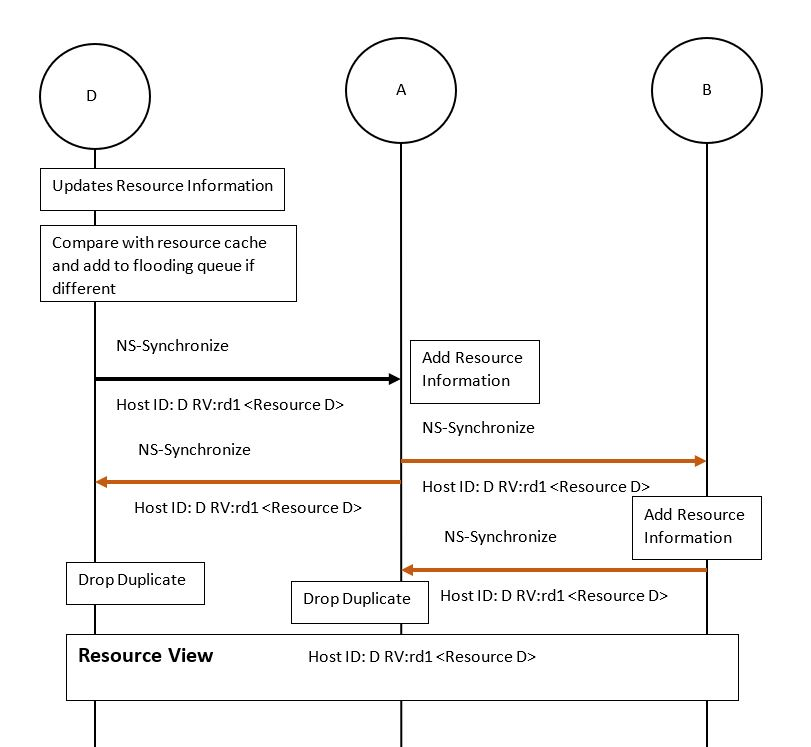 D
A
B
Updates Resource Information
Compare with resource cache
and add to flooding queue if
different
NS-Synchronize
Add Resource
Information
Host ID: D RV:rd1 <Resource D>
NS-Synchronize
NS-Synchronize
Host ID: D RV:rd1 <Resource D>
Host ID: D RV:rd1 <Resource D>
Add Resource
Information
NS-Synchronize
Drop Duplicate
Drop Duplicate
Host ID: D RV:rd1 <Resource D>
Resource View
Host ID: D RV:rd1 <Resource D>